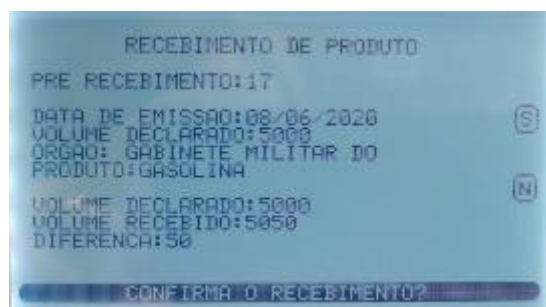 RECEBIMENTO DE PRODUTO
PRE RECEBIMENTO:17
DATA DE EMISSAO:08/06/2020
S
VOLUME DECLARADO:5000
ORGAO: GABINETE MILITAR DO
PRODUTO:GASOLINA
N
VOLUME DECLARADO:5000
VOLUME RECEBIDO:5050
DIFERENCA:50
CONFIRMA O RECEBIMENTO?